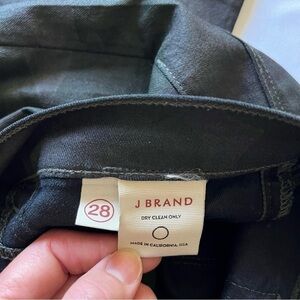 28
J BRAND
DRY CLEAN ONLY
MADE IN CALIFORNIA, USA